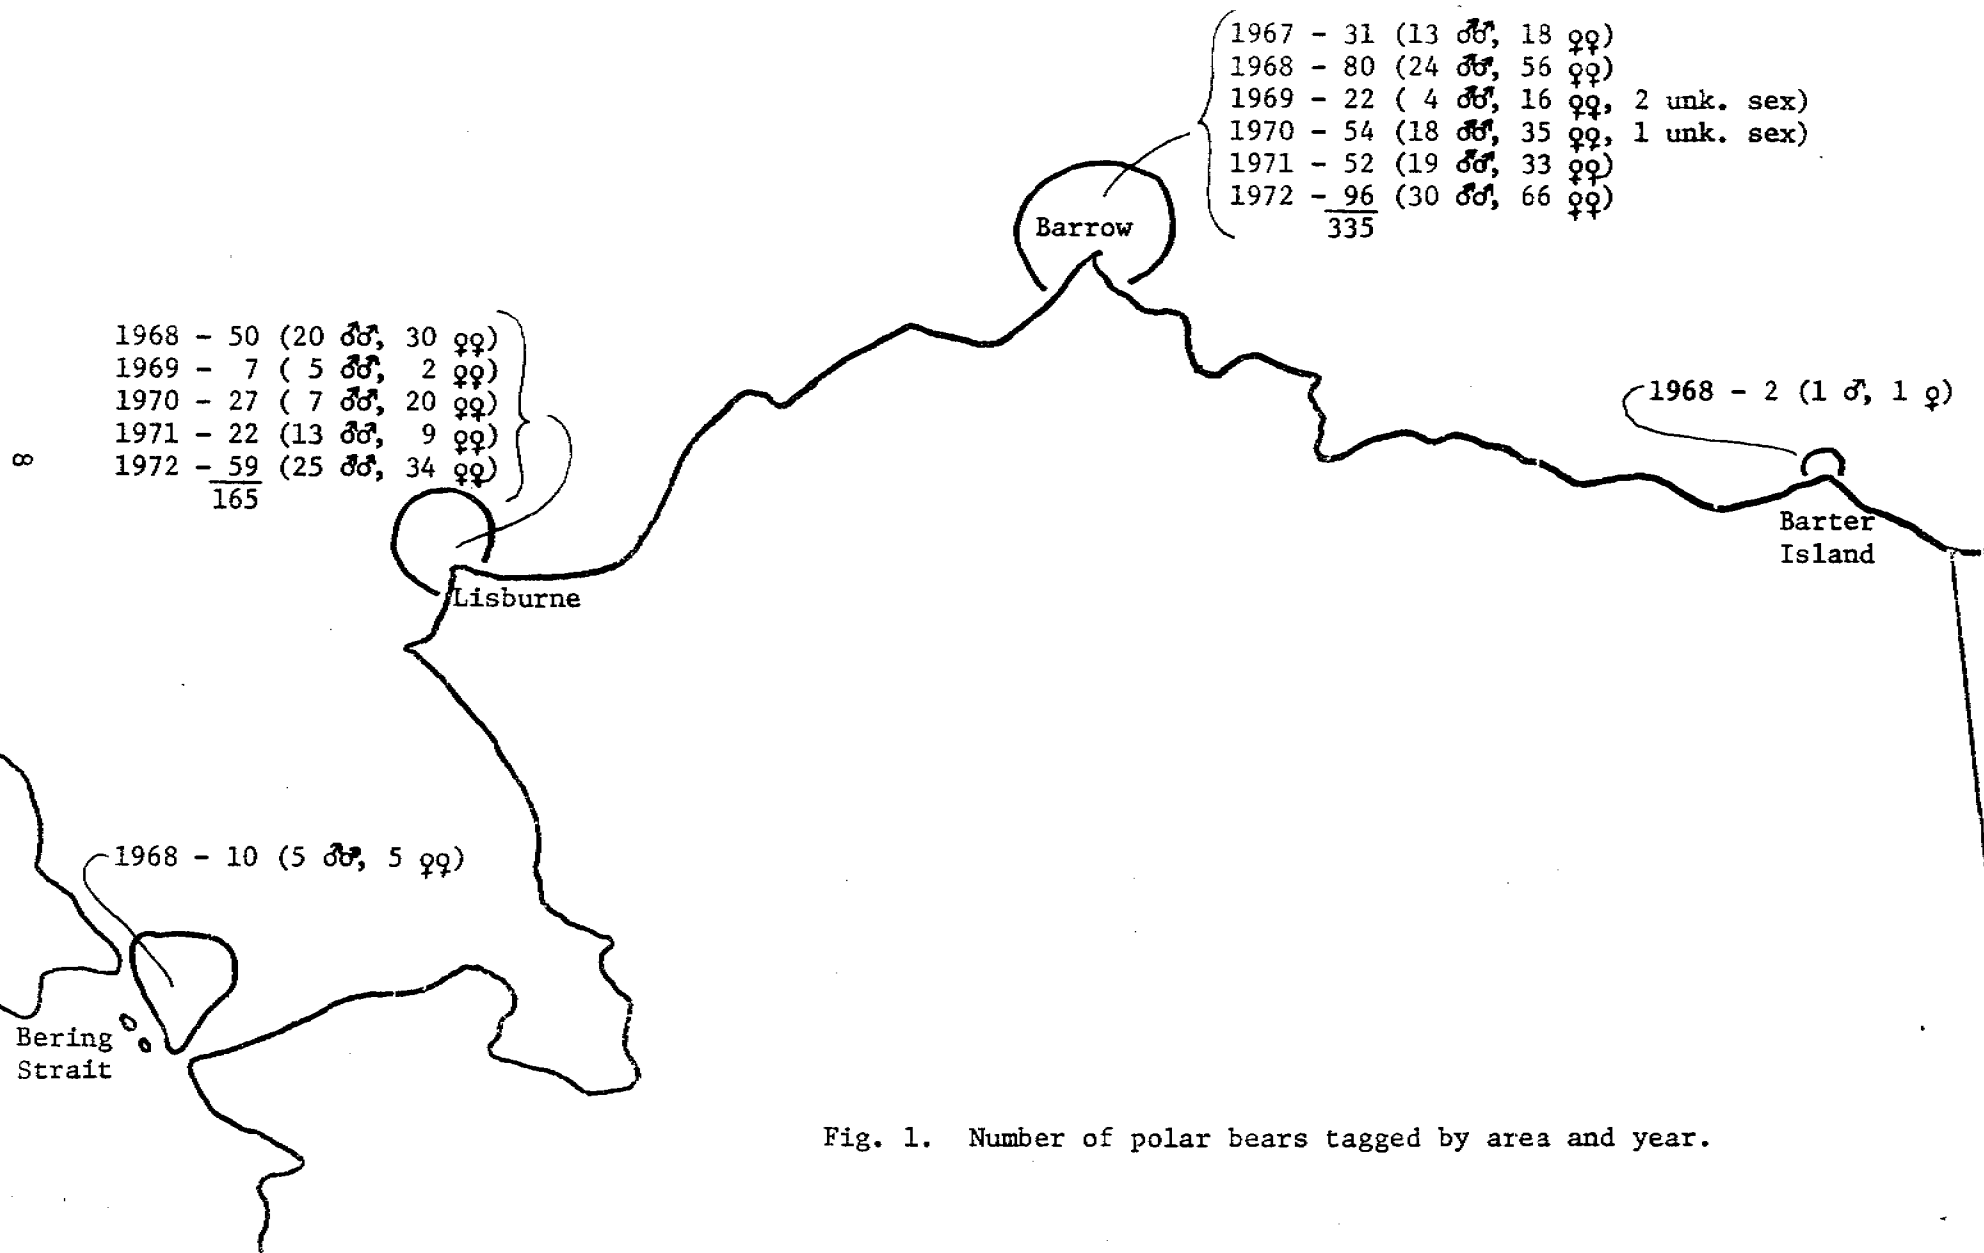 1967 - 31 (13 ♂♂, 18 ♀♀)
1968 - 80 (24 ♂♂, 56 ♀♀)
1969 - 22 ( 4 ♂♂, 16 ♀♀, 2 unk. sex)
1970 - 54 (18 ♂♂, 35 ♀♀, 1 unk. sex)
1971 - 52 (19 ♂♂, 33 ♀♀)
1972 - 96 (30 ♂♂, 66 ♀♀)
335
Barrow
1968 - 50 (20 ♂♂, 30 ♀♀)
1969 - 7 ( 5 ♂♂, 2 ♀♀)
1970 - 27 ( 7 ♂♂, 20 ♀♀)
1971 - 22 (13 ♂♂, 9 ♀♀)
1972 - 59 (25 ♂♂, 34 ♀♀)
165
Lisburne
1968 - 2 (1 ♂, 1 ♀)
Barter
Island
8
1968 - 10 (5 ♂♂, 5 ♀♀)
Bering
Strait
Fig. 1. Number of polar bears tagged by area and year.